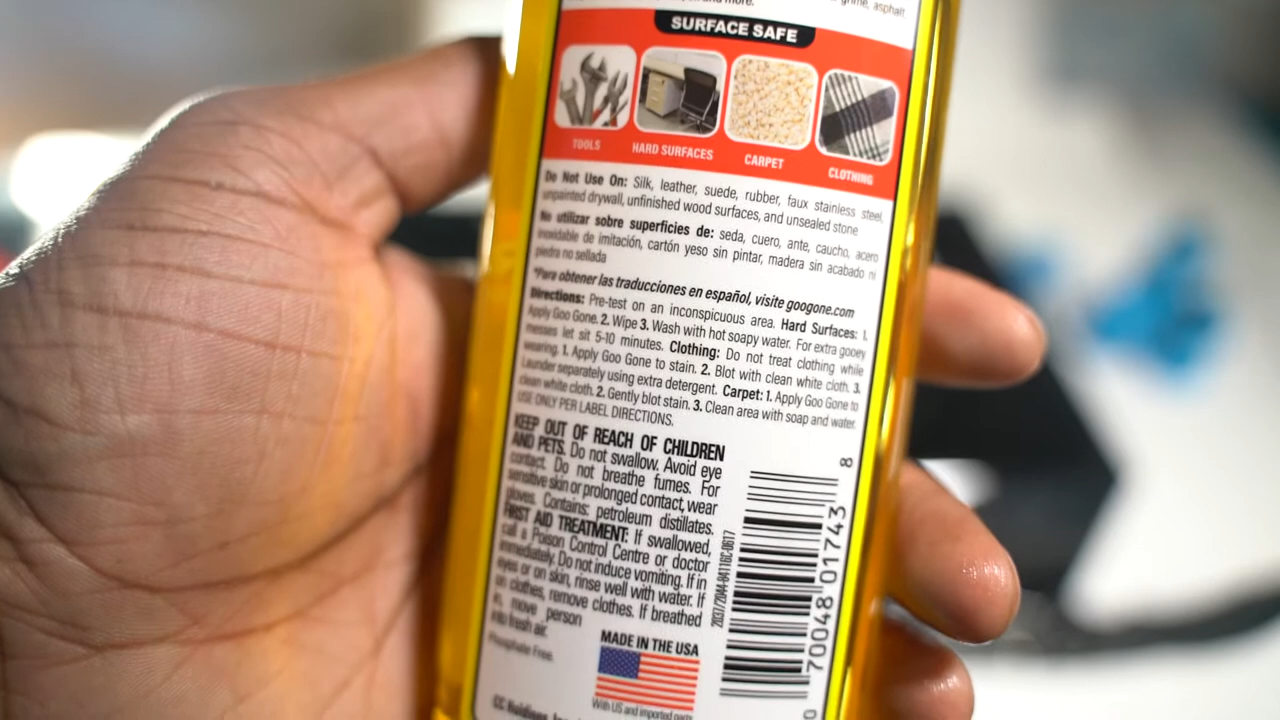 and more.
grime, asphalt,
SURFACE SAFE
TOOLS
HARD SURFACES
CARPET
CLOTHING
Do Not Use On: Silk, leather, suede, rubber, faux stainless steel,
unpainted drywall, unfinished wood surfaces, and unsealed stone
No utilizar sobre superficies de: seda, cuero, ante, caucho, acero
inoxidable de imitación, cartón yeso sin pintar, madera sin acabado ni
piedra no sellada
*Para obtener las traducciones en español, visite googone.com
Directions: Pre-test on an inconspicuous area. Hard Surfaces: 1.
Apply Goo Gone. 2. Wipe 3. Wash with hot soapy water. For extra gooey
messes let sit 5-10 minutes. Clothing: Do not treat clothing while
wearing. 1. Apply Goo Gone to stain. 2. Blot with clean white cloth. 3.
Launder separately using extra detergent. Carpet: 1. Apply Goo Gone to
clean white cloth. 2. Gently blot stain. 3. Clean area with soap and water.
USE ONLY PER LABEL DIRECTIONS.
KEEP OUT OF REACH OF CHILDREN
AND PETS. Do not swallow. Avoid eye
contact. Do not breathe fumes. For
sensitive skin or prolonged contact, wear
gloves. Contains: petroleum distillates.
FIRST AID TREATMENT: If swallowed,
call a Poison Control Centre or doctor
immediately. Do not induce vomiting. If in
eyes or on skin, rinse well with water. If
on clothes, remove clothes. If breathed
in, move person
into fresh air.
Phosphate Free.
MADE IN THE USA
With US and imported parts
CC Holdings, Inc.
2037/2044-84116C-0617
0 70048 01743 8